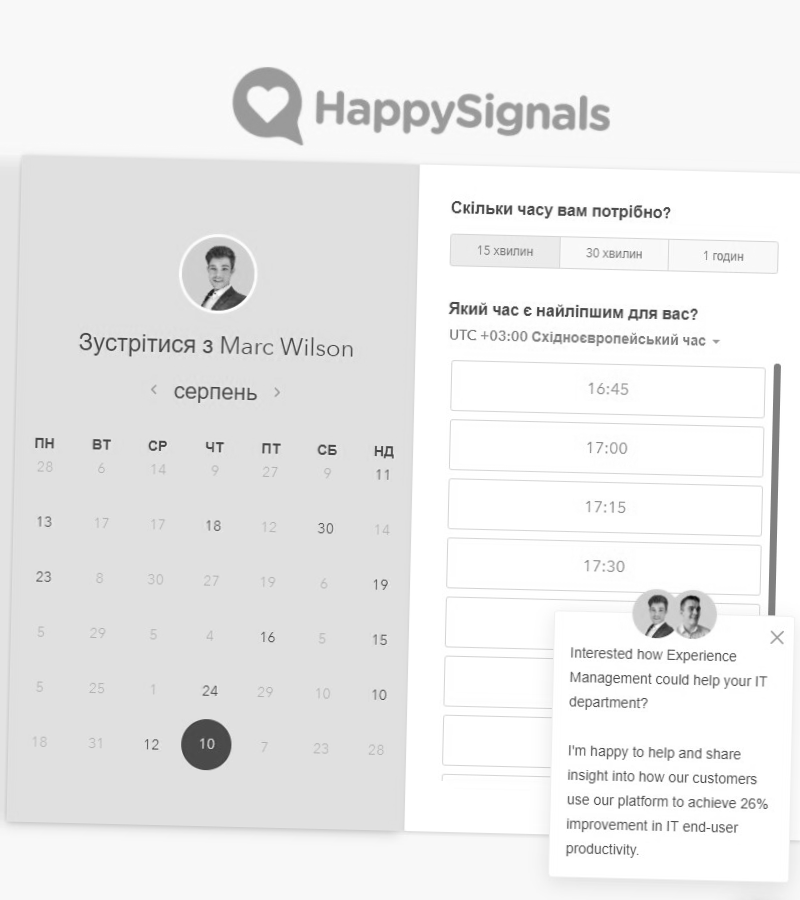 HappySignals
Зустрітися з Marc Wilson
серпень
ПН ВТ СР ЧТ ПТ СБ НД
28 6 14 9 27 9 11
13 17 17 18 12 30 14
23 8 30 27 19 6 19
5 29 5 4 16 5 15
5 25 1 24 29 10 10
18 31 12 10 7 23 28
Скільки часу вам потрібно?
15 хвилин 30 хвилин 1 годин
Який час є найліпшим для вас?
UTC +03:00 Східноєвропейський час
16:45
17:00
17:15
17:30
Interested how Experience
Management could help your IT
department?
I'm happy to help and share
insight into how our customers
use our platform to achieve 26%
improvement in IT end-user
productivity.